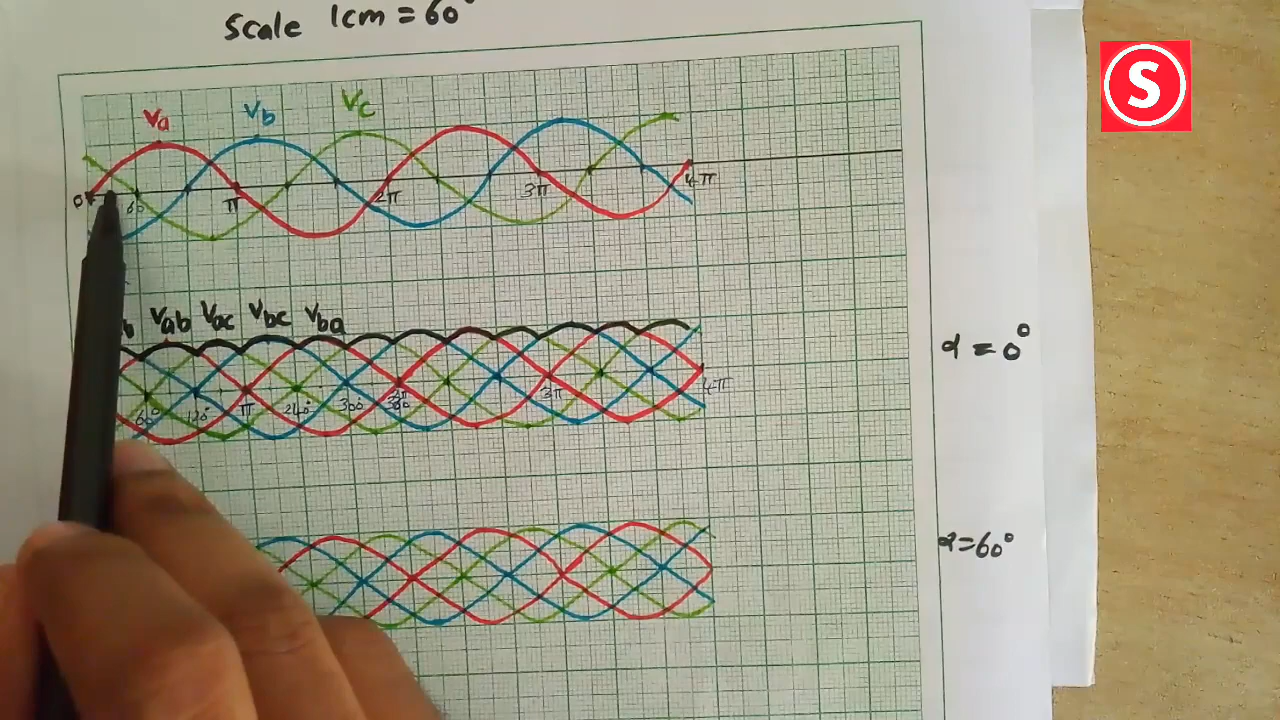 Scale 1cm = 60°
Va Vb Vc
0 60 π 2π 3π 4π
b Vab Vac Vbc Vba
60° 120° π 240° 300° 3π 4π
α = 0°
α = 60°
S